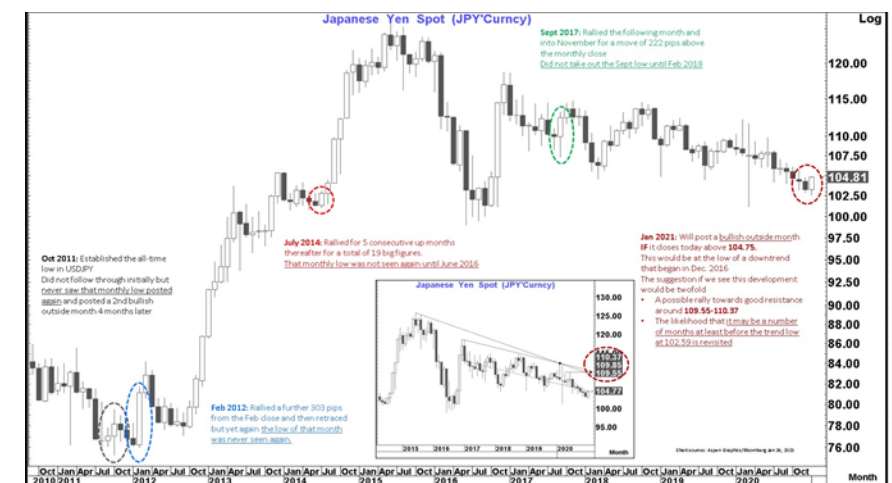 Japanese Yen Spot (JPY'Curncy)
Log
Sept 2017: Rallied the following month and
into November for a move of 222 pips above
the monthly close
Did not take out the Sept low until Feb 2018
120.00
115.00
110.00
107.50
104.81
102.50
100.00
97.50
95.00
92.50
90.00
88.00
86.00
84.00
82.00
80.00
78.00
76.00
Oct 2011: Established the all-time
low in USDJPY
Did not follow through initially but
never saw that monthly low posted
again and posted a 2nd bullish
outside month 4 months later
July 2014: Rallied for 5 consecutive up months
thereafter for a total of 19 big figures.
That monthly low was not seen again until June 2016
Jan 2021: Will post a bullish outside month
IF it closes today above 104.75.
This would be at the low of a downtrend
that began in Dec. 2016
The suggestion if we see this development
would be twofold
• A possible rally towards good resistance
around 109.55-110.37
• The likelihood that it may be a number
of months at least before the trend low
at 102.59 is revisited
Feb 2012: Rallied a further 303 pips
from the Feb close and then retraced
but yet again the low of that month
was never seen again.
Japanese Yen Spot (JPY'Curncy)
130.00
125.00
120.00
110.37
109.85
109.55
104.77
100.00
95.00
2015 2016 2017 2018 2019 2020
Month
Chart source: Aspen Graphics/Bloomberg Jan 29, 2021
Oct Jan Apr Jul Oct Jan Apr Jul Oct Jan Apr Jul Oct Jan Apr Jul Oct Jan Apr Jul Oct Jan Apr Jul Oct Jan Apr Jul Oct Jan Apr Jul Oct Jan Apr Jul Oct Jan Apr Jul Oct
2010 2011 2012 2013 2014 2015 2016 2017 2018 2019 2020
Month